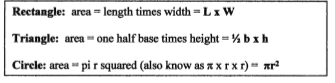 Rectangle: area = length times width = L x W
Triangle: area = one half base times height = ½ b x h
Circle: area = pi r squared (also know as π x r x r) = πr²